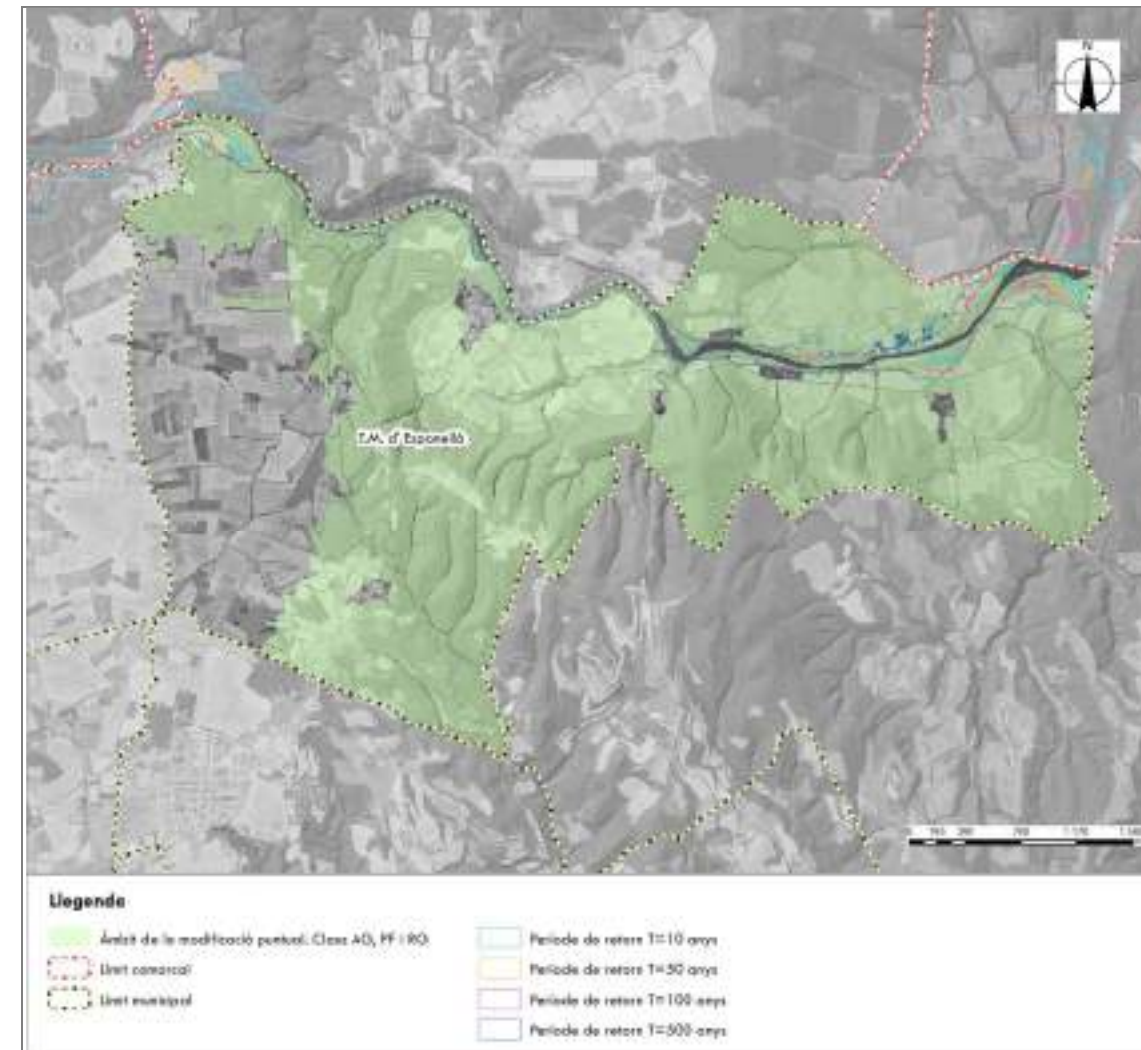 N
T.M. d' Esponellà
Llegenda
Àmbit de la modificació puntual. Claus AG, PF i RG
Límit comarcal
Límit municipal
Període de retorn T=10 anys
Període de retorn T=50 anys
Període de retorn T=100 anys
Període de retorn T=500 anys